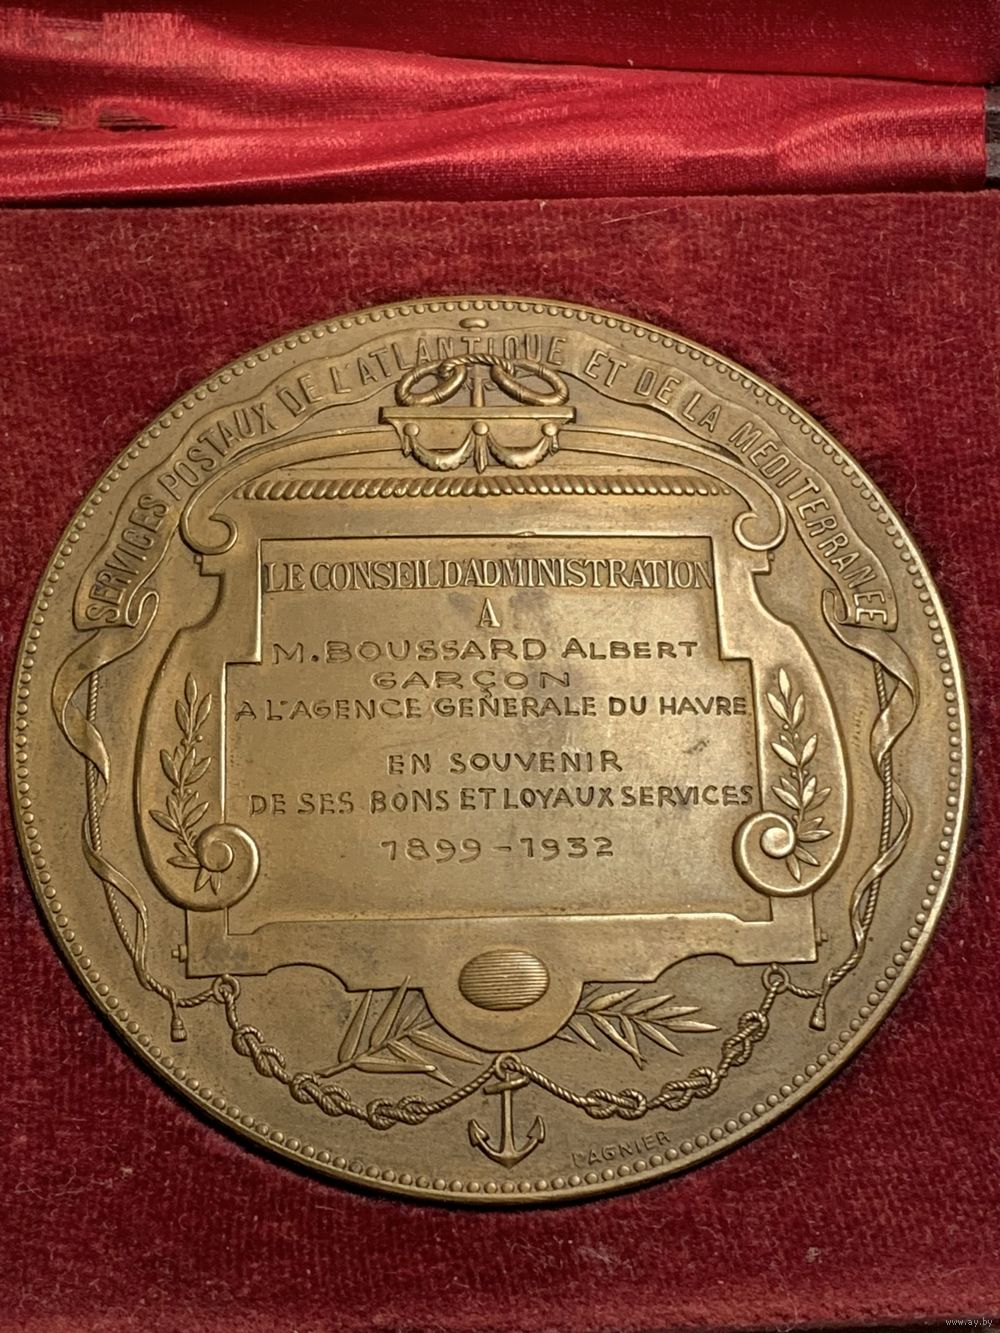 SERVICES POSTAUX DE L'ATLANTIQUE ET DE LA MEDITERRANEE
LE CONSEIL D'ADMINISTRATION
A
M. BOUSSARD ALBERT
GARÇON
A L'AGENCE GENERALE DU HAVRE
EN SOUVENIR
DE SES BONS ET LOYAUX SERVICES
1899-1932
PAGNIER
www.ay.by